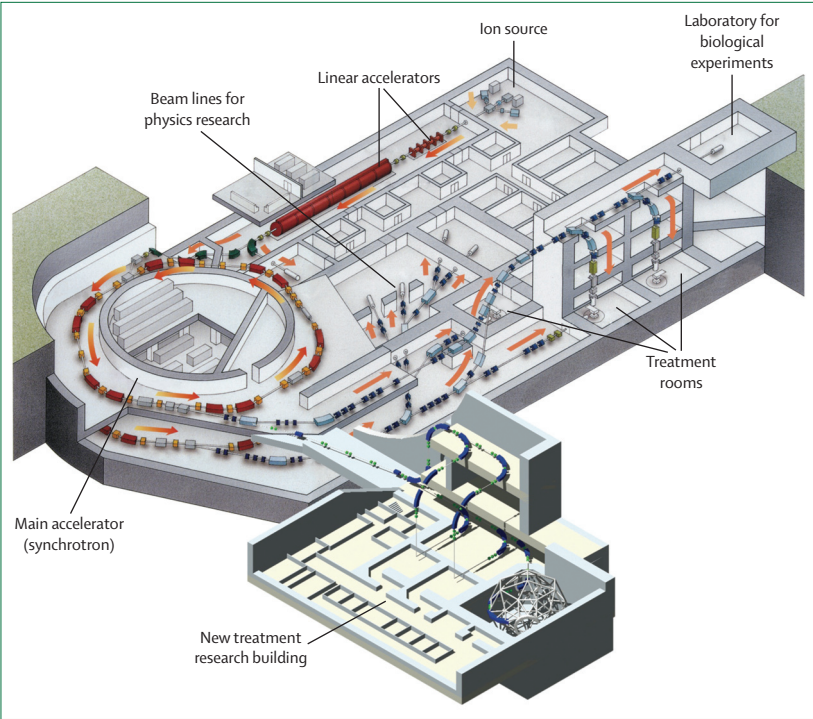 Ion source
Laboratory for
biological
experiments
Linear accelerators
Beam lines for
physics research
Treatment
rooms
Main accelerator
(synchrotron)
New treatment
research building